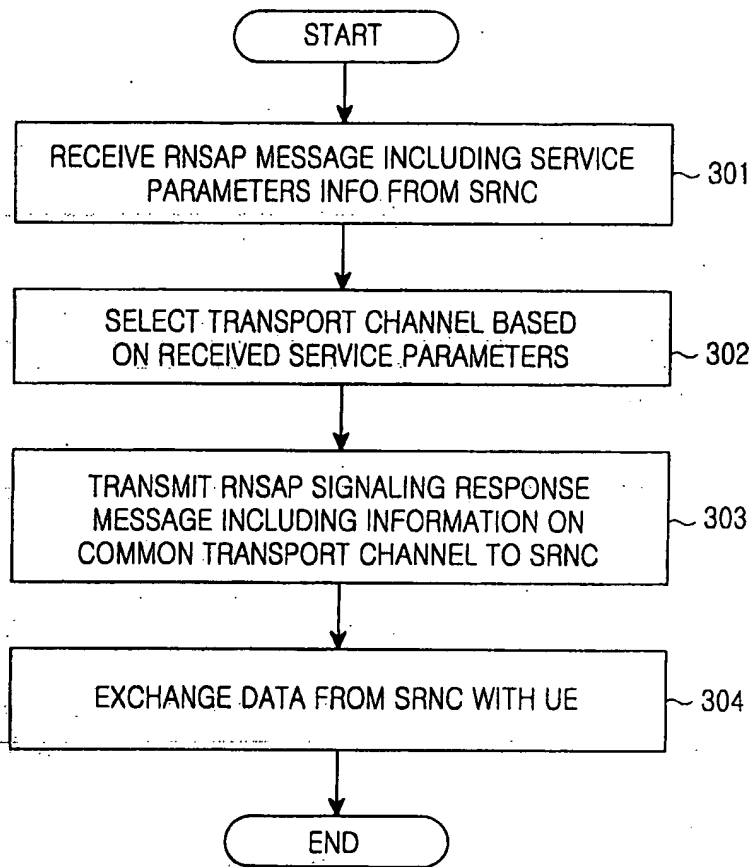 START
RECEIVE RNSAP MESSAGE INCLUDING SERVICE
PARAMETERS INFO FROM SRNC
301
SELECT TRANSPORT CHANNEL BASED
ON RECEIVED SERVICE PARAMETERS
302
TRANSMIT RNSAP SIGNALING RESPONSE
MESSAGE INCLUDING INFORMATION ON
COMMON TRANSPORT CHANNEL TO SRNC
303
EXCHANGE DATA FROM SRNC WITH UE
304
END